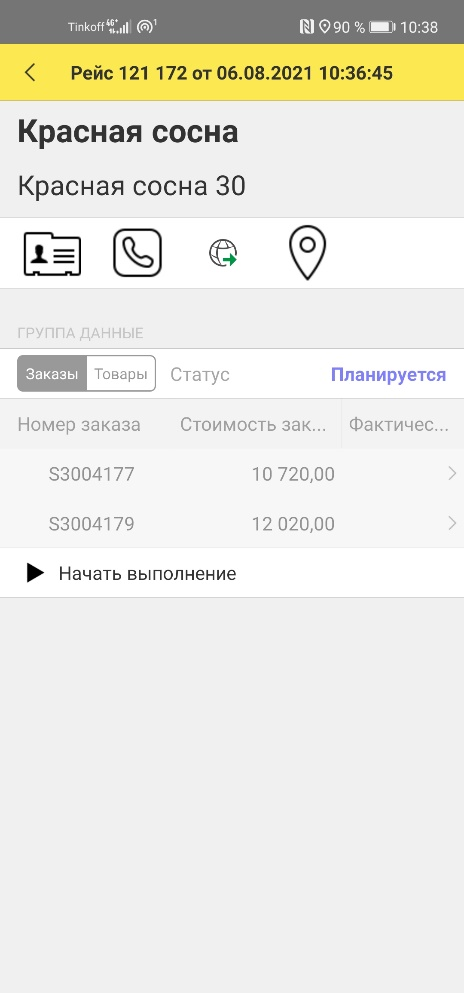 Tinkoff 4G+ 1 90 % 10:38
Рейс 121 172 от 06.08.2021 10:36:45
Красная сосна
Красная сосна 30
ГРУППА ДАННЫЕ
Заказы Товары Статус Планируется
Номер заказа Стоимость зак... Фактичес...
S3004177 10 720,00
S3004179 12 020,00
Начать выполнение